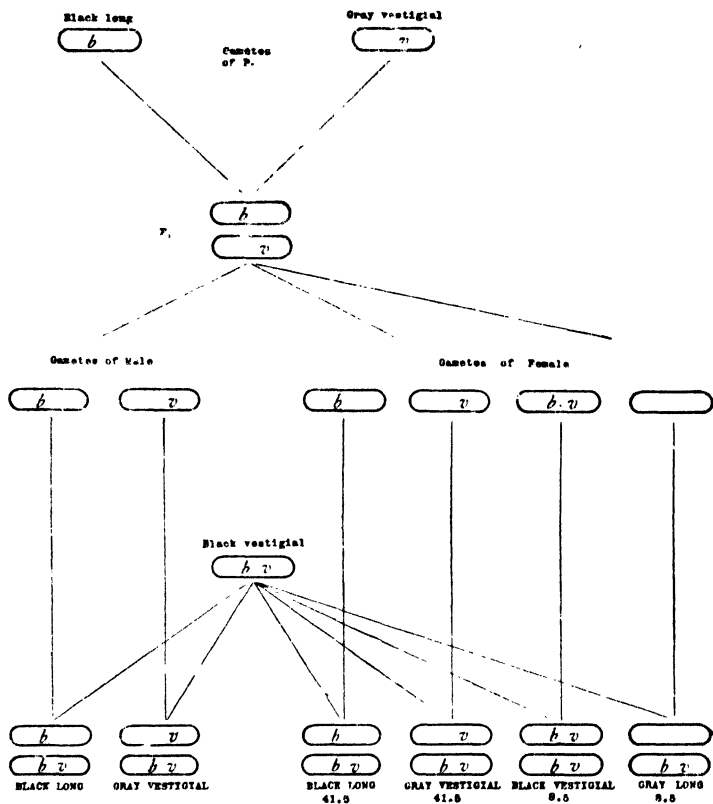 Black long
Gray vestigial
b
v
Gametes
of P.
b
F,
v
Gametes of Male
Gametes of Female
b
v
b
v
b v
Black vestigial
b v
b
v
b
v
b v
b v
b v
b v
b v
b v
b v
BLACK LONG
GRAY VESTIGIAL
BLACK LONG
GRAY VESTIGIAL
BLACK VESTIGIAL
GRAY LONG
41.5
41.5
8.5
8.5